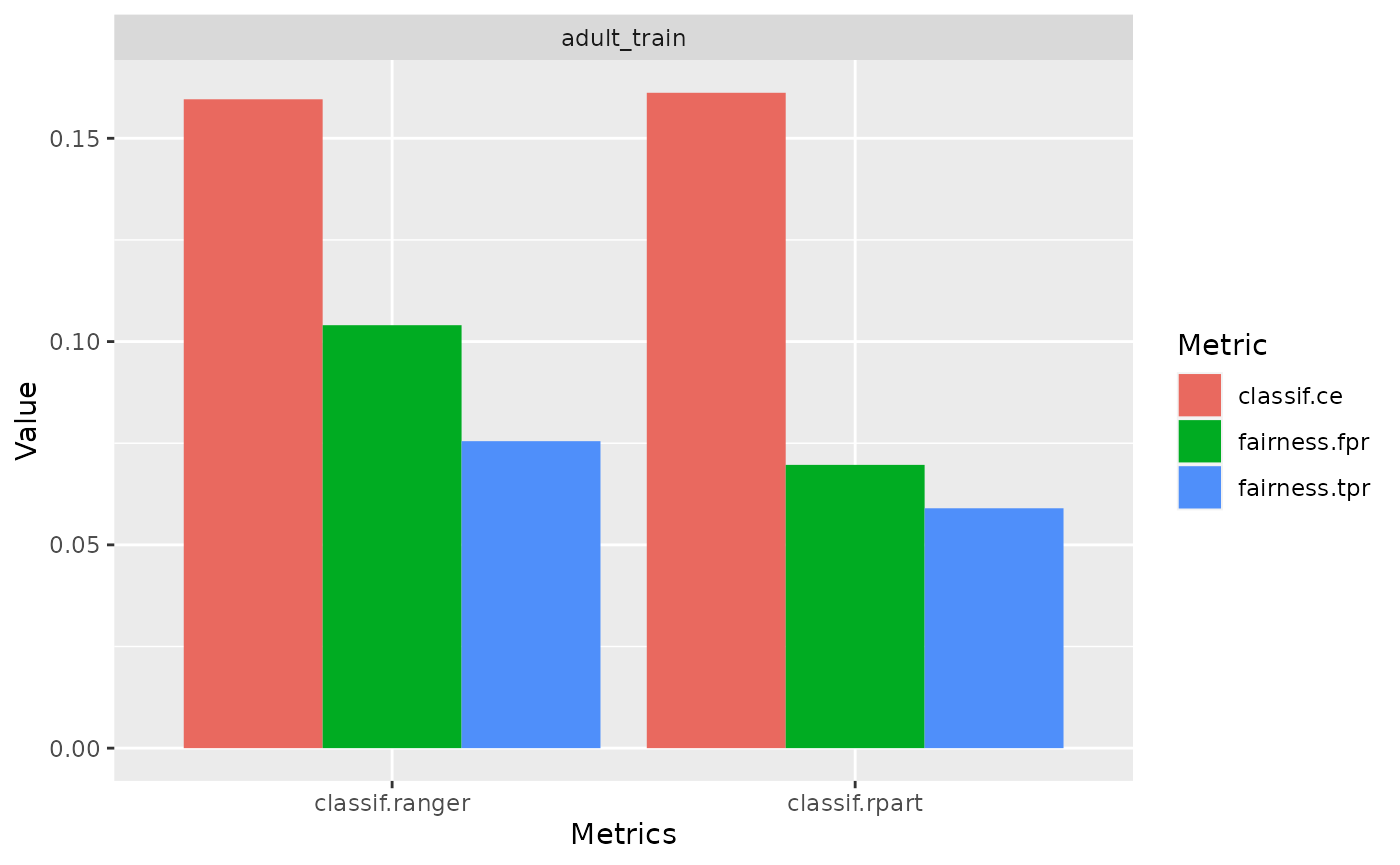 adult_train
0.15
0.10
0.05
0.00
Value
classif.ranger
classif.rpart
Metrics
Metric
classif.ce
fairness.fpr
fairness.tpr